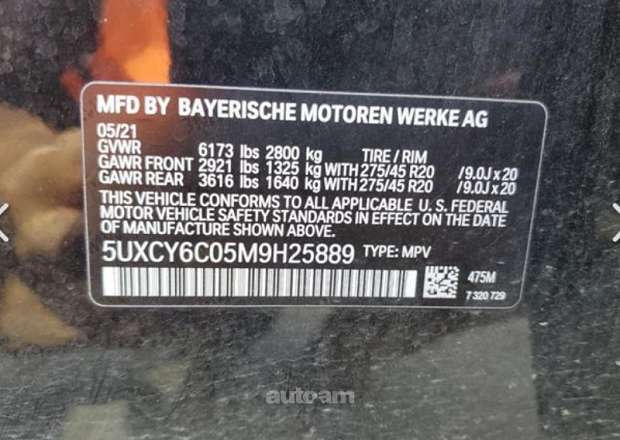 MFD BY BAYERISCHE MOTOREN WERKE AG
05/21
GVWR 6173 lbs 2800 kg TIRE / RIM
GAWR FRONT 2921 lbs 1325 kg WITH 275/45 R20 /9.0J x 20
GAWR REAR 3616 lbs 1640 kg WITH 275/45 R20 /9.0J x 20
THIS VEHICLE CONFORMS TO ALL APPLICABLE U.S. FEDERAL
MOTOR VEHICLE SAFETY STANDARDS IN EFFECT ON THE DATE
OF MANUFACTURE SHOWN ABOVE.
5UXCY6C05M9H25889 TYPE: MPV
475M
7 320 729
autoam